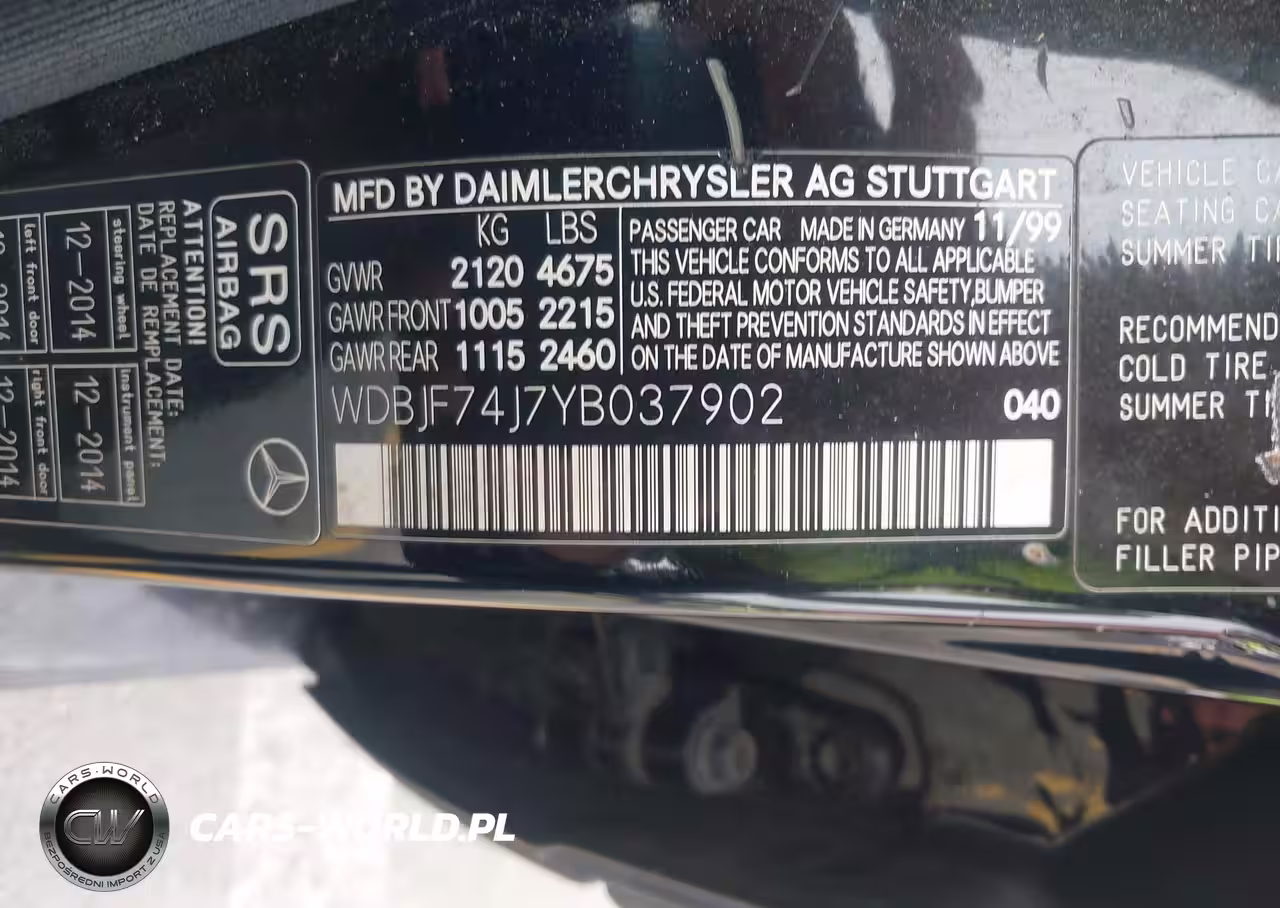 SRS
AIRBAG
ATTENTION!
REPLACEMENT DATE:
DATE DE REMPLACEMENT:
steering wheel
12-2014
instrument panel
12-2014
left front door
right front door
12-2014
MFD BY DAIMLERCHRYSLER AG STUTTGART
KG LBS
GVWR 2120 4675
GAWR FRONT 1005 2215
GAWR REAR 1115 2460
PASSENGER CAR MADE IN GERMANY 11/99
THIS VEHICLE CONFORMS TO ALL APPLICABLE
U.S. FEDERAL MOTOR VEHICLE SAFETY,BUMPER
AND THEFT PREVENTION STANDARDS IN EFFECT
ON THE DATE OF MANUFACTURE SHOWN ABOVE
WDBJF74J7YB037902 040
VEHICLE
SEATING
SUMMER
RECOMMEND
COLD TIRE
SUMMER
FOR
FILLER
CARS-WORLD
CW
BEZPOŚREDNI IMPORT Z USA
CARS-WORLD.PL